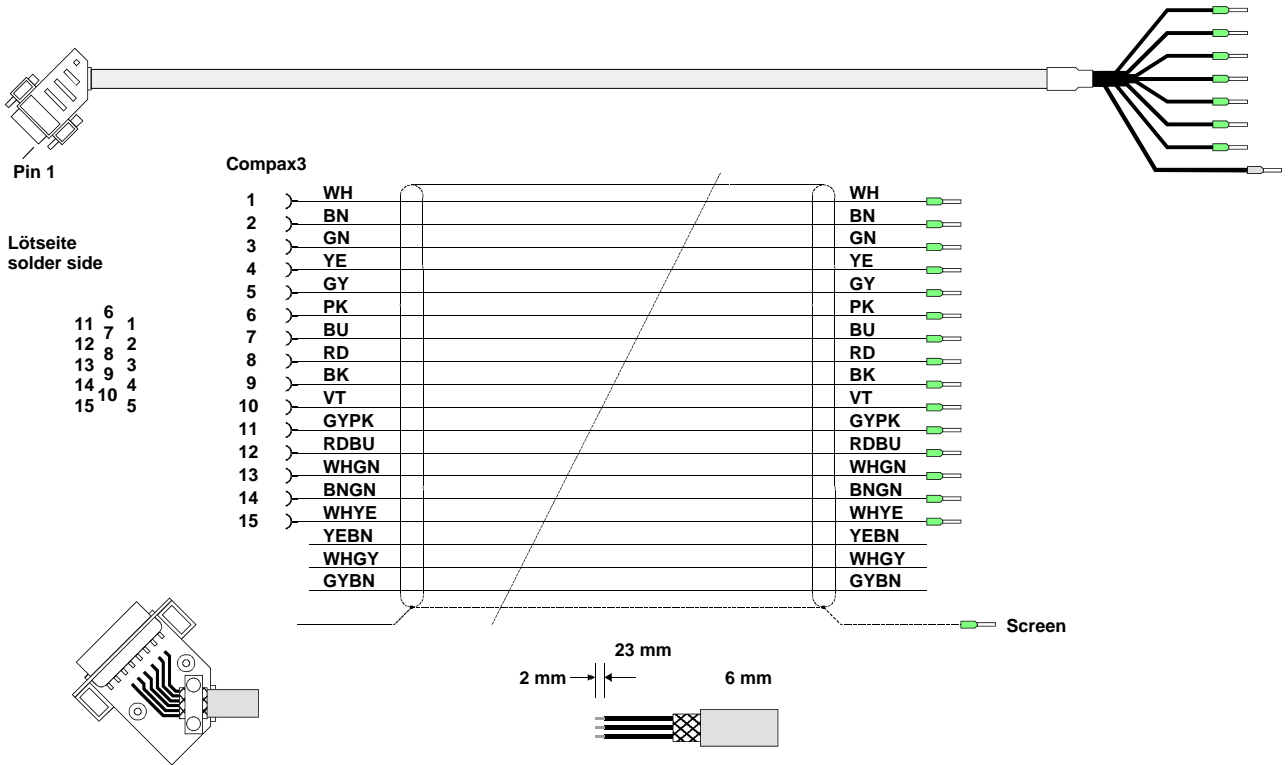 Pin 1
Compax3
Lötseite
solder side
6
11 1
7
12 2
8
13 3
9
14 4
10
15 5
1 WH WH
2 BN BN
3 GN GN
4 YE YE
5 GY GY
6 PK PK
7 BU BU
8 RD RD
9 BK BK
10 VT VT
11 GYPK GYPK
12 RDBU RDBU
13 WHGN WHGN
14 BNGN BNGN
15 WHYE WHYE
YEBN YEBN
WHGY WHGY
GYBN GYBN
Screen
23 mm
2 mm 6 mm